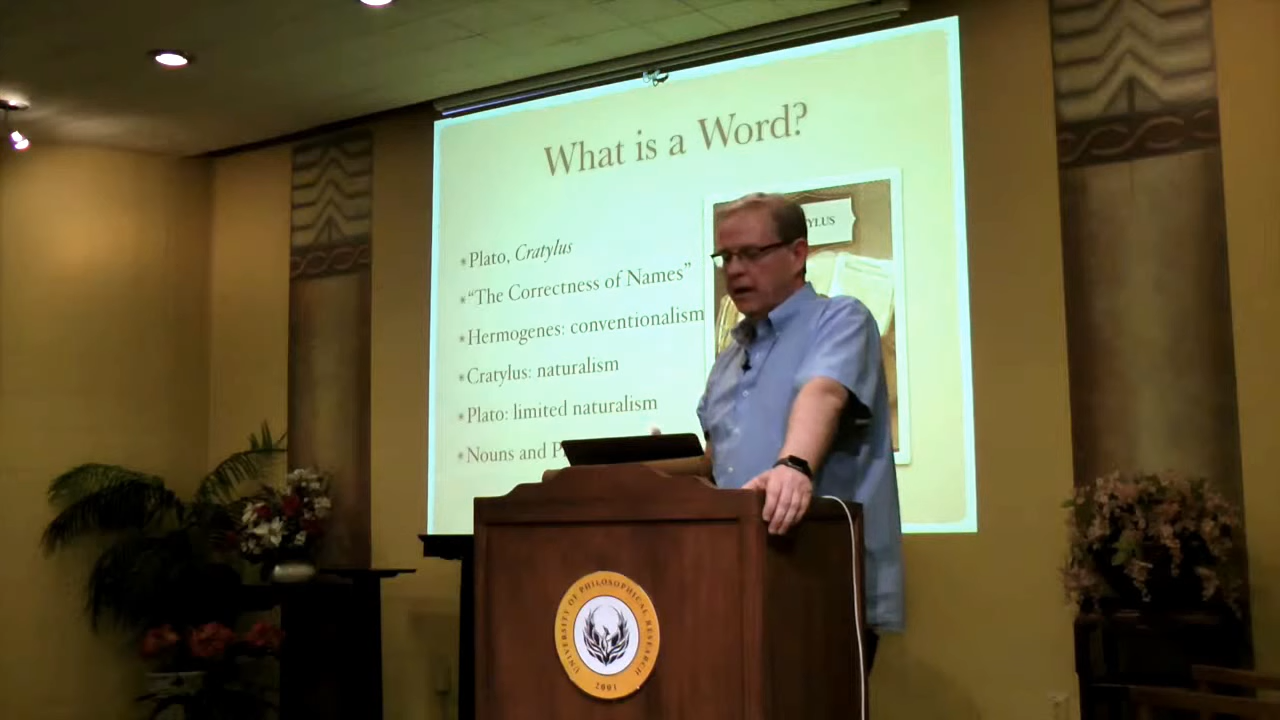 What is a Word?
YLUS
*Plato, Cratylus
*“The Correctness of Names”
*Hermogenes: conventionalism
*Cratylus: naturalism
*Plato: limited naturalism
*Nouns and P
UNIVERSITY OF PHILOSOPHICAL RESEARCH
2001